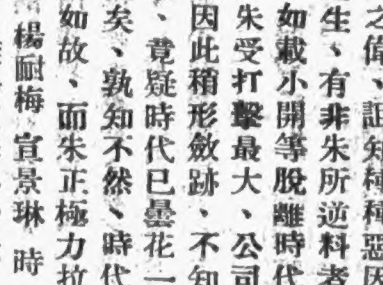 之偉、詎知種種惡因
生、有非朱所逆料者
如載小開等脫離時代
朱受打擊最大、公司
因此稍形斂跡、不知
、竟疑時代已曇花一
矣、孰知不然、時代
如故、而朱正極力拉
楊耐梅宣景琳時